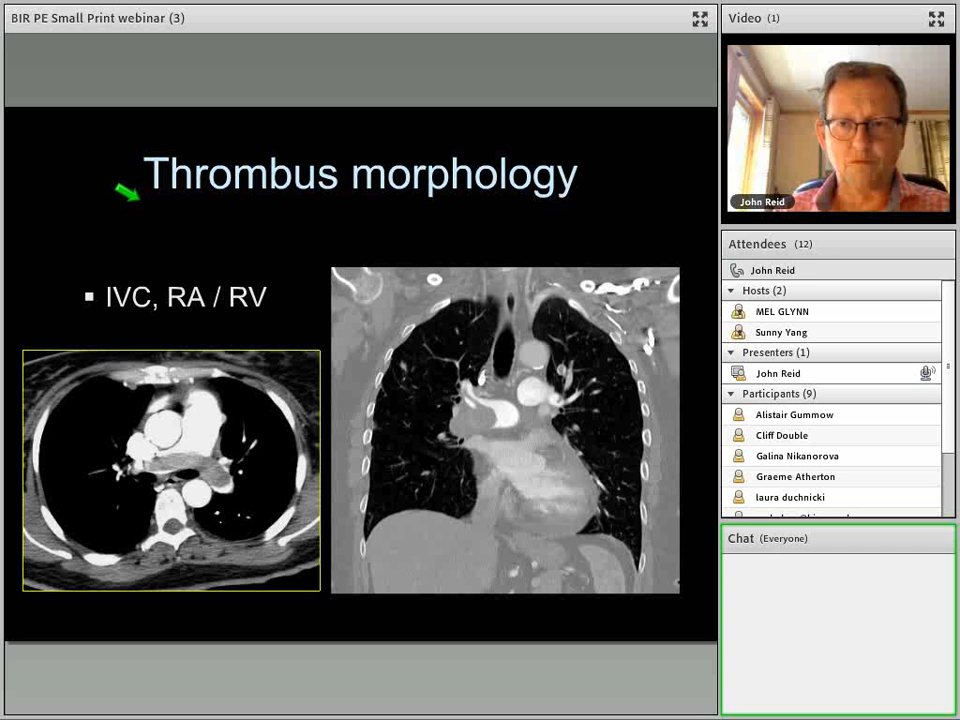 BIR PE Small Print webinar (3)
Thrombus morphology
IVC, RA / RV
Video (1)
John Reid
Attendees (12)
John Reid
Hosts (2)
MEL GLYNN
Sunny Yang
Presenters (1)
John Reid
Participants (9)
Alistair Gummow
Cliff Double
Galina Nikanorova
Graeme Atherton
laura duchnicki
Chat (Everyone)